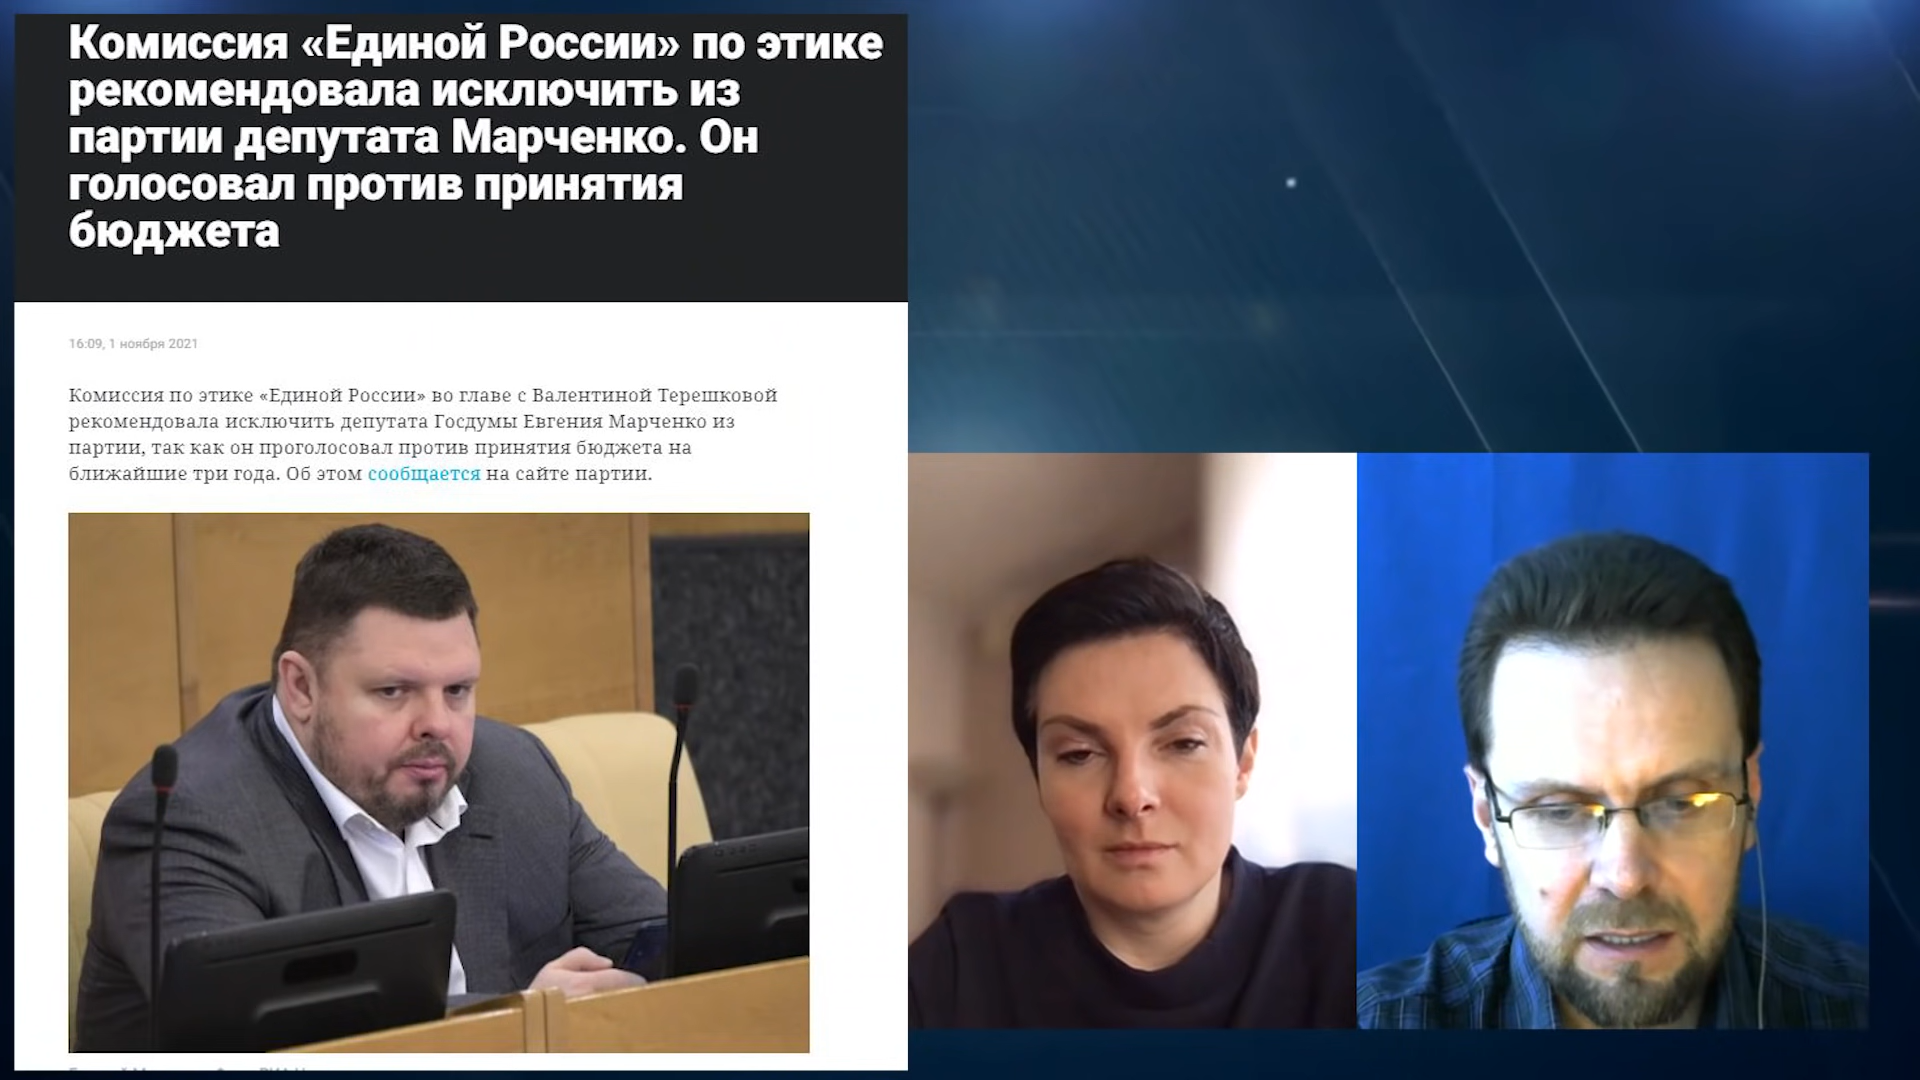 Комиссия «Единой России» по этике
рекомендовала исключить из
партии депутата Марченко. Он
голосовал против принятия
бюджета
16:09, 1 ноября 2021
Комиссия по этике «Единой России» во главе с Валентиной Терешковой
рекомендовала исключить депутата Госдумы Евгения Марченко из
партии, так как он проголосовал против принятия бюджета на
ближайшие три года. Об этом сообщается на сайте партии.